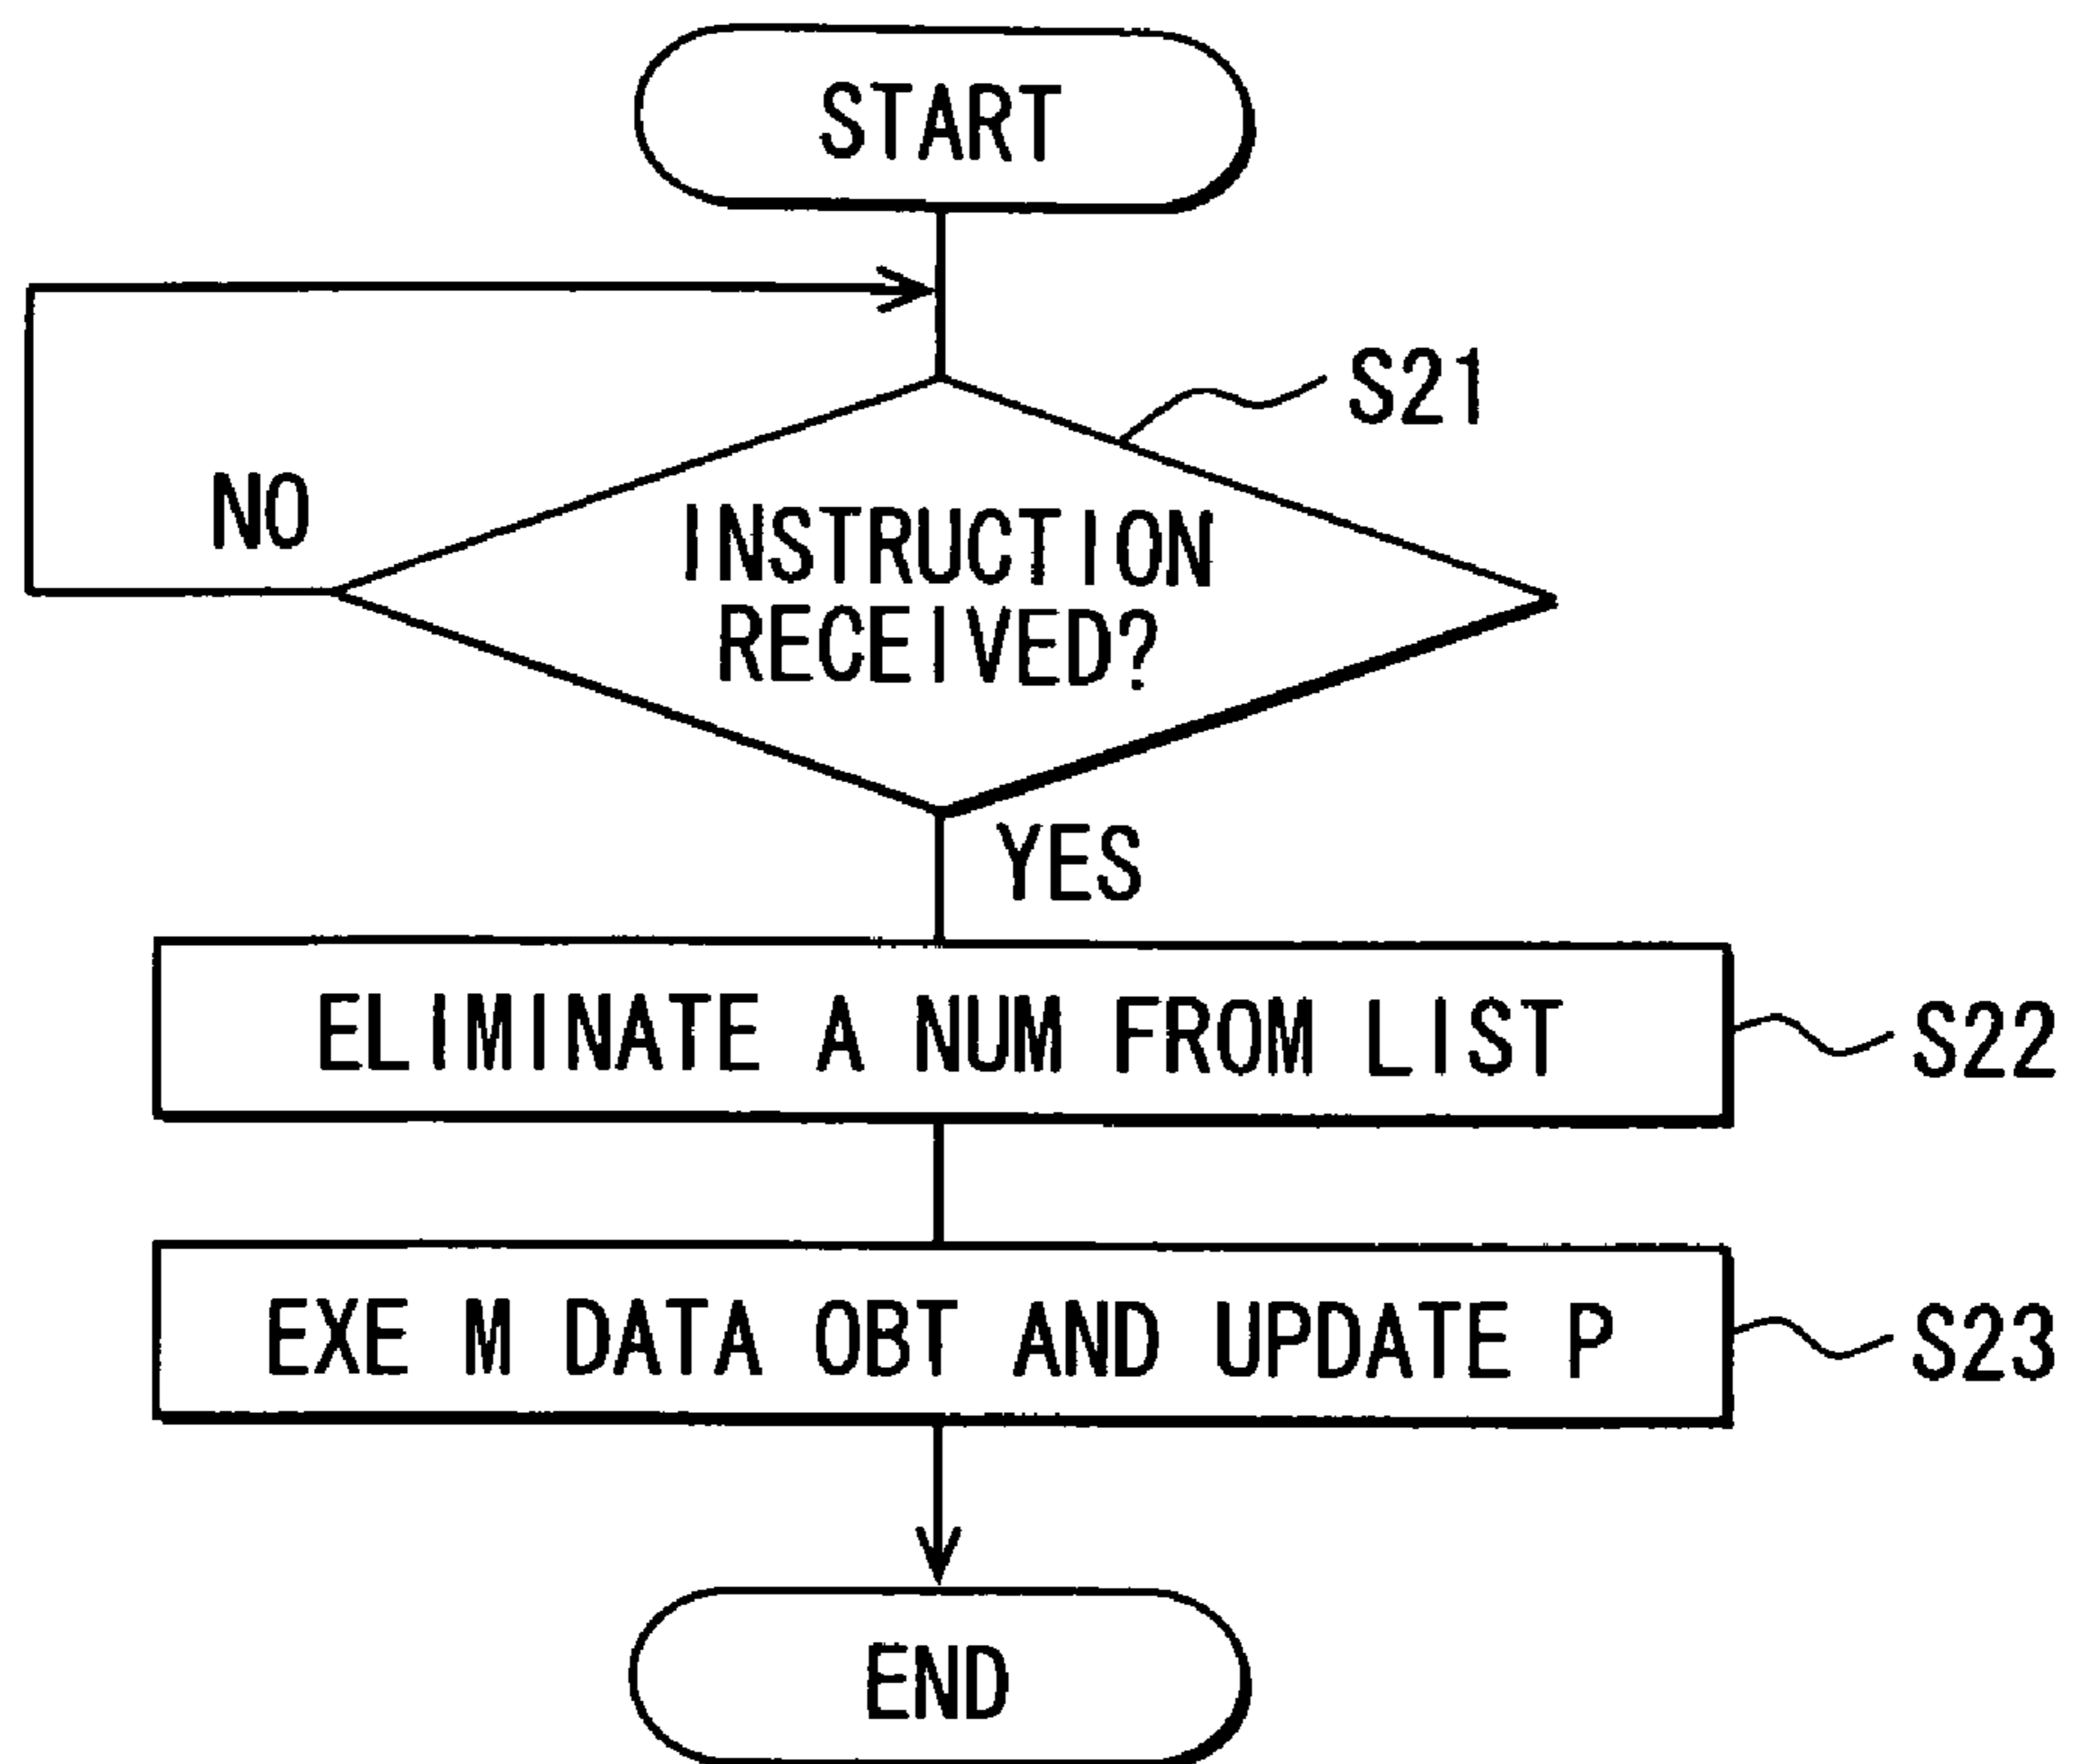 START
S21
NO
INSTRUCTION
RECEIVED?
YES
ELIMINATE A NUM FROM LIST
S22
EXE M DATA OBT AND UPDATE P
S23
END